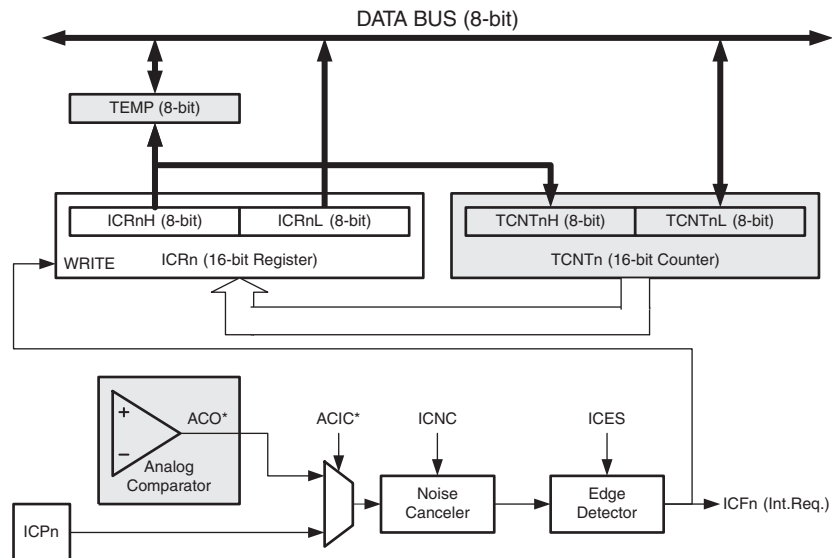 DATA BUS (8-bit)
TEMP (8-bit)
ICRnH (8-bit)
ICRnL (8-bit)
TCNTnH (8-bit)
TCNTnL (8-bit)
WRITE
ICRn (16-bit Register)
TCNTn (16-bit Counter)
+
−
ACO*
Analog
Comparator
ACIC*
ICNC
ICES
Noise
Canceler
Edge
Detector
ICFn (Int.Req.)
ICPn